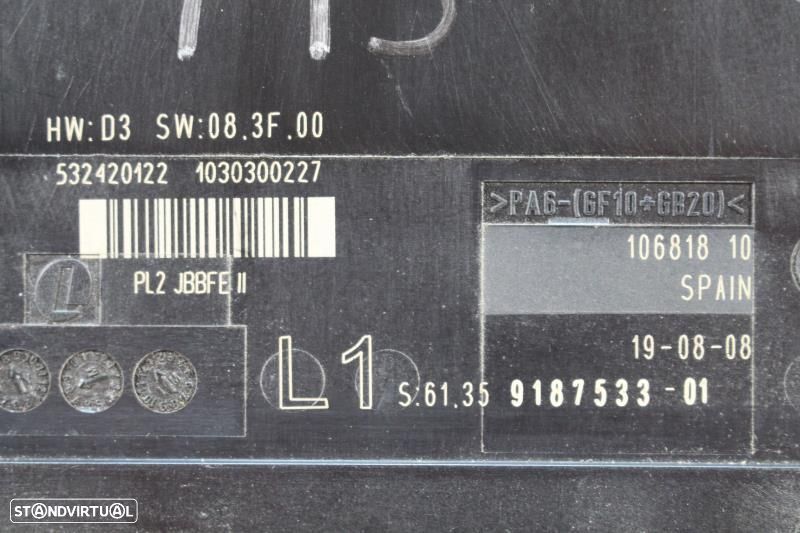 HW:D3 SW:08.3F.00
532420122 1030300227
>PA6-(GF10+GB20)<
106818 10
SPAIN
PL2 JBBFE II
L
19-08-08
L1
S:61.35 9187533-01
STANDVIRTUAL